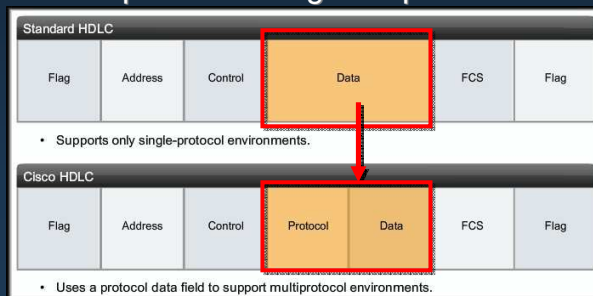 Standard HDLC
Flag Address Control Data FCS Flag
• Supports only single-protocol environments.
Cisco HDLC
Flag Address Control Protocol Data FCS Flag
• Uses a protocol data field to support multiprotocol environments.